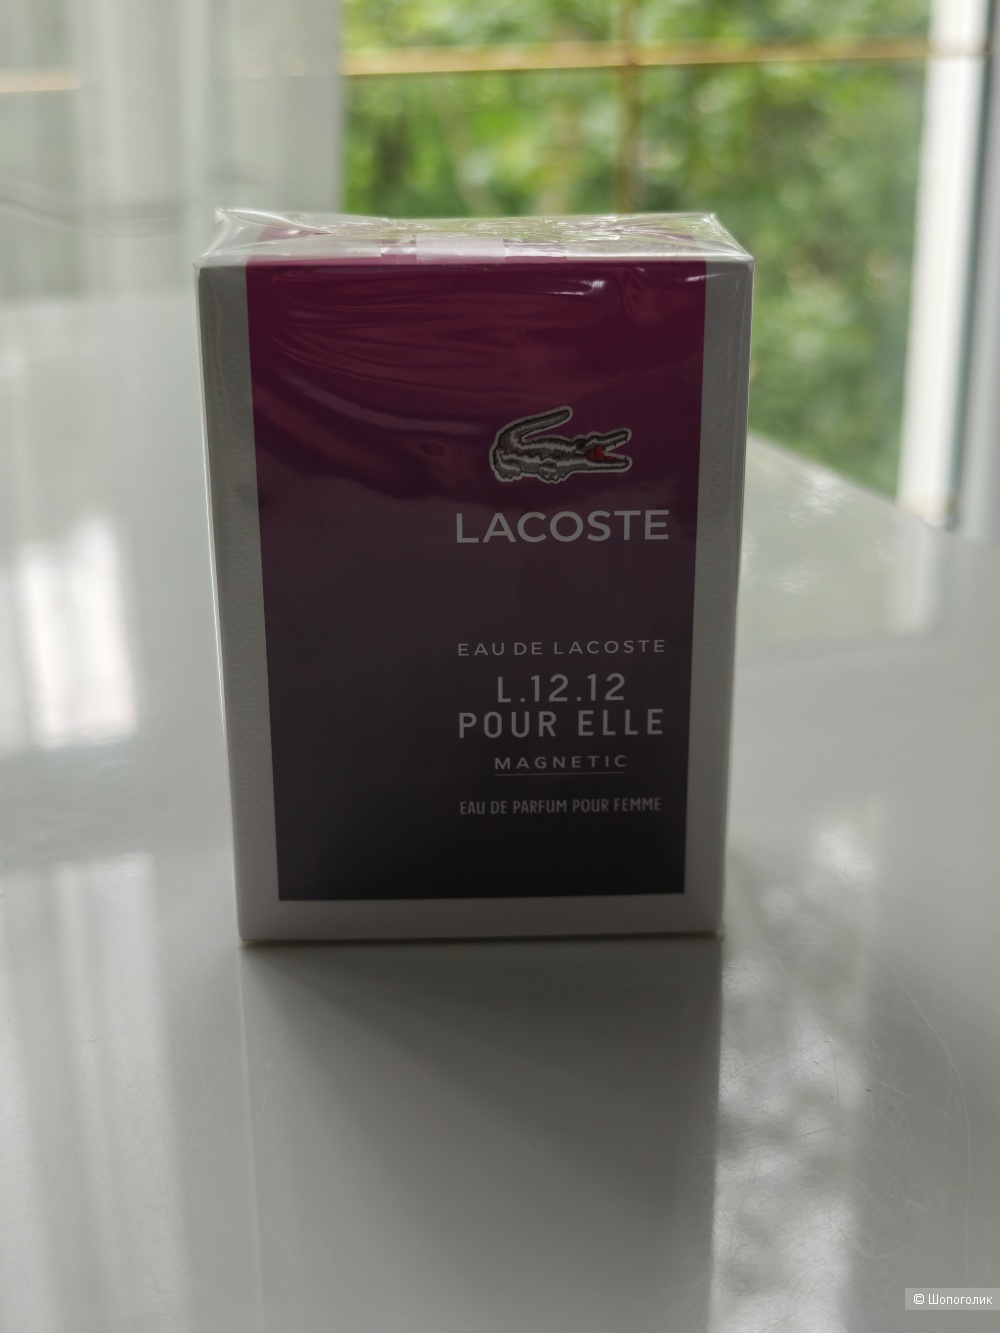 LACOSTE
EAU DE LACOSTE
L.12.12
POUR ELLE
MAGNETIC
EAU DE PARFUM POUR FEMME
© Шопоголик